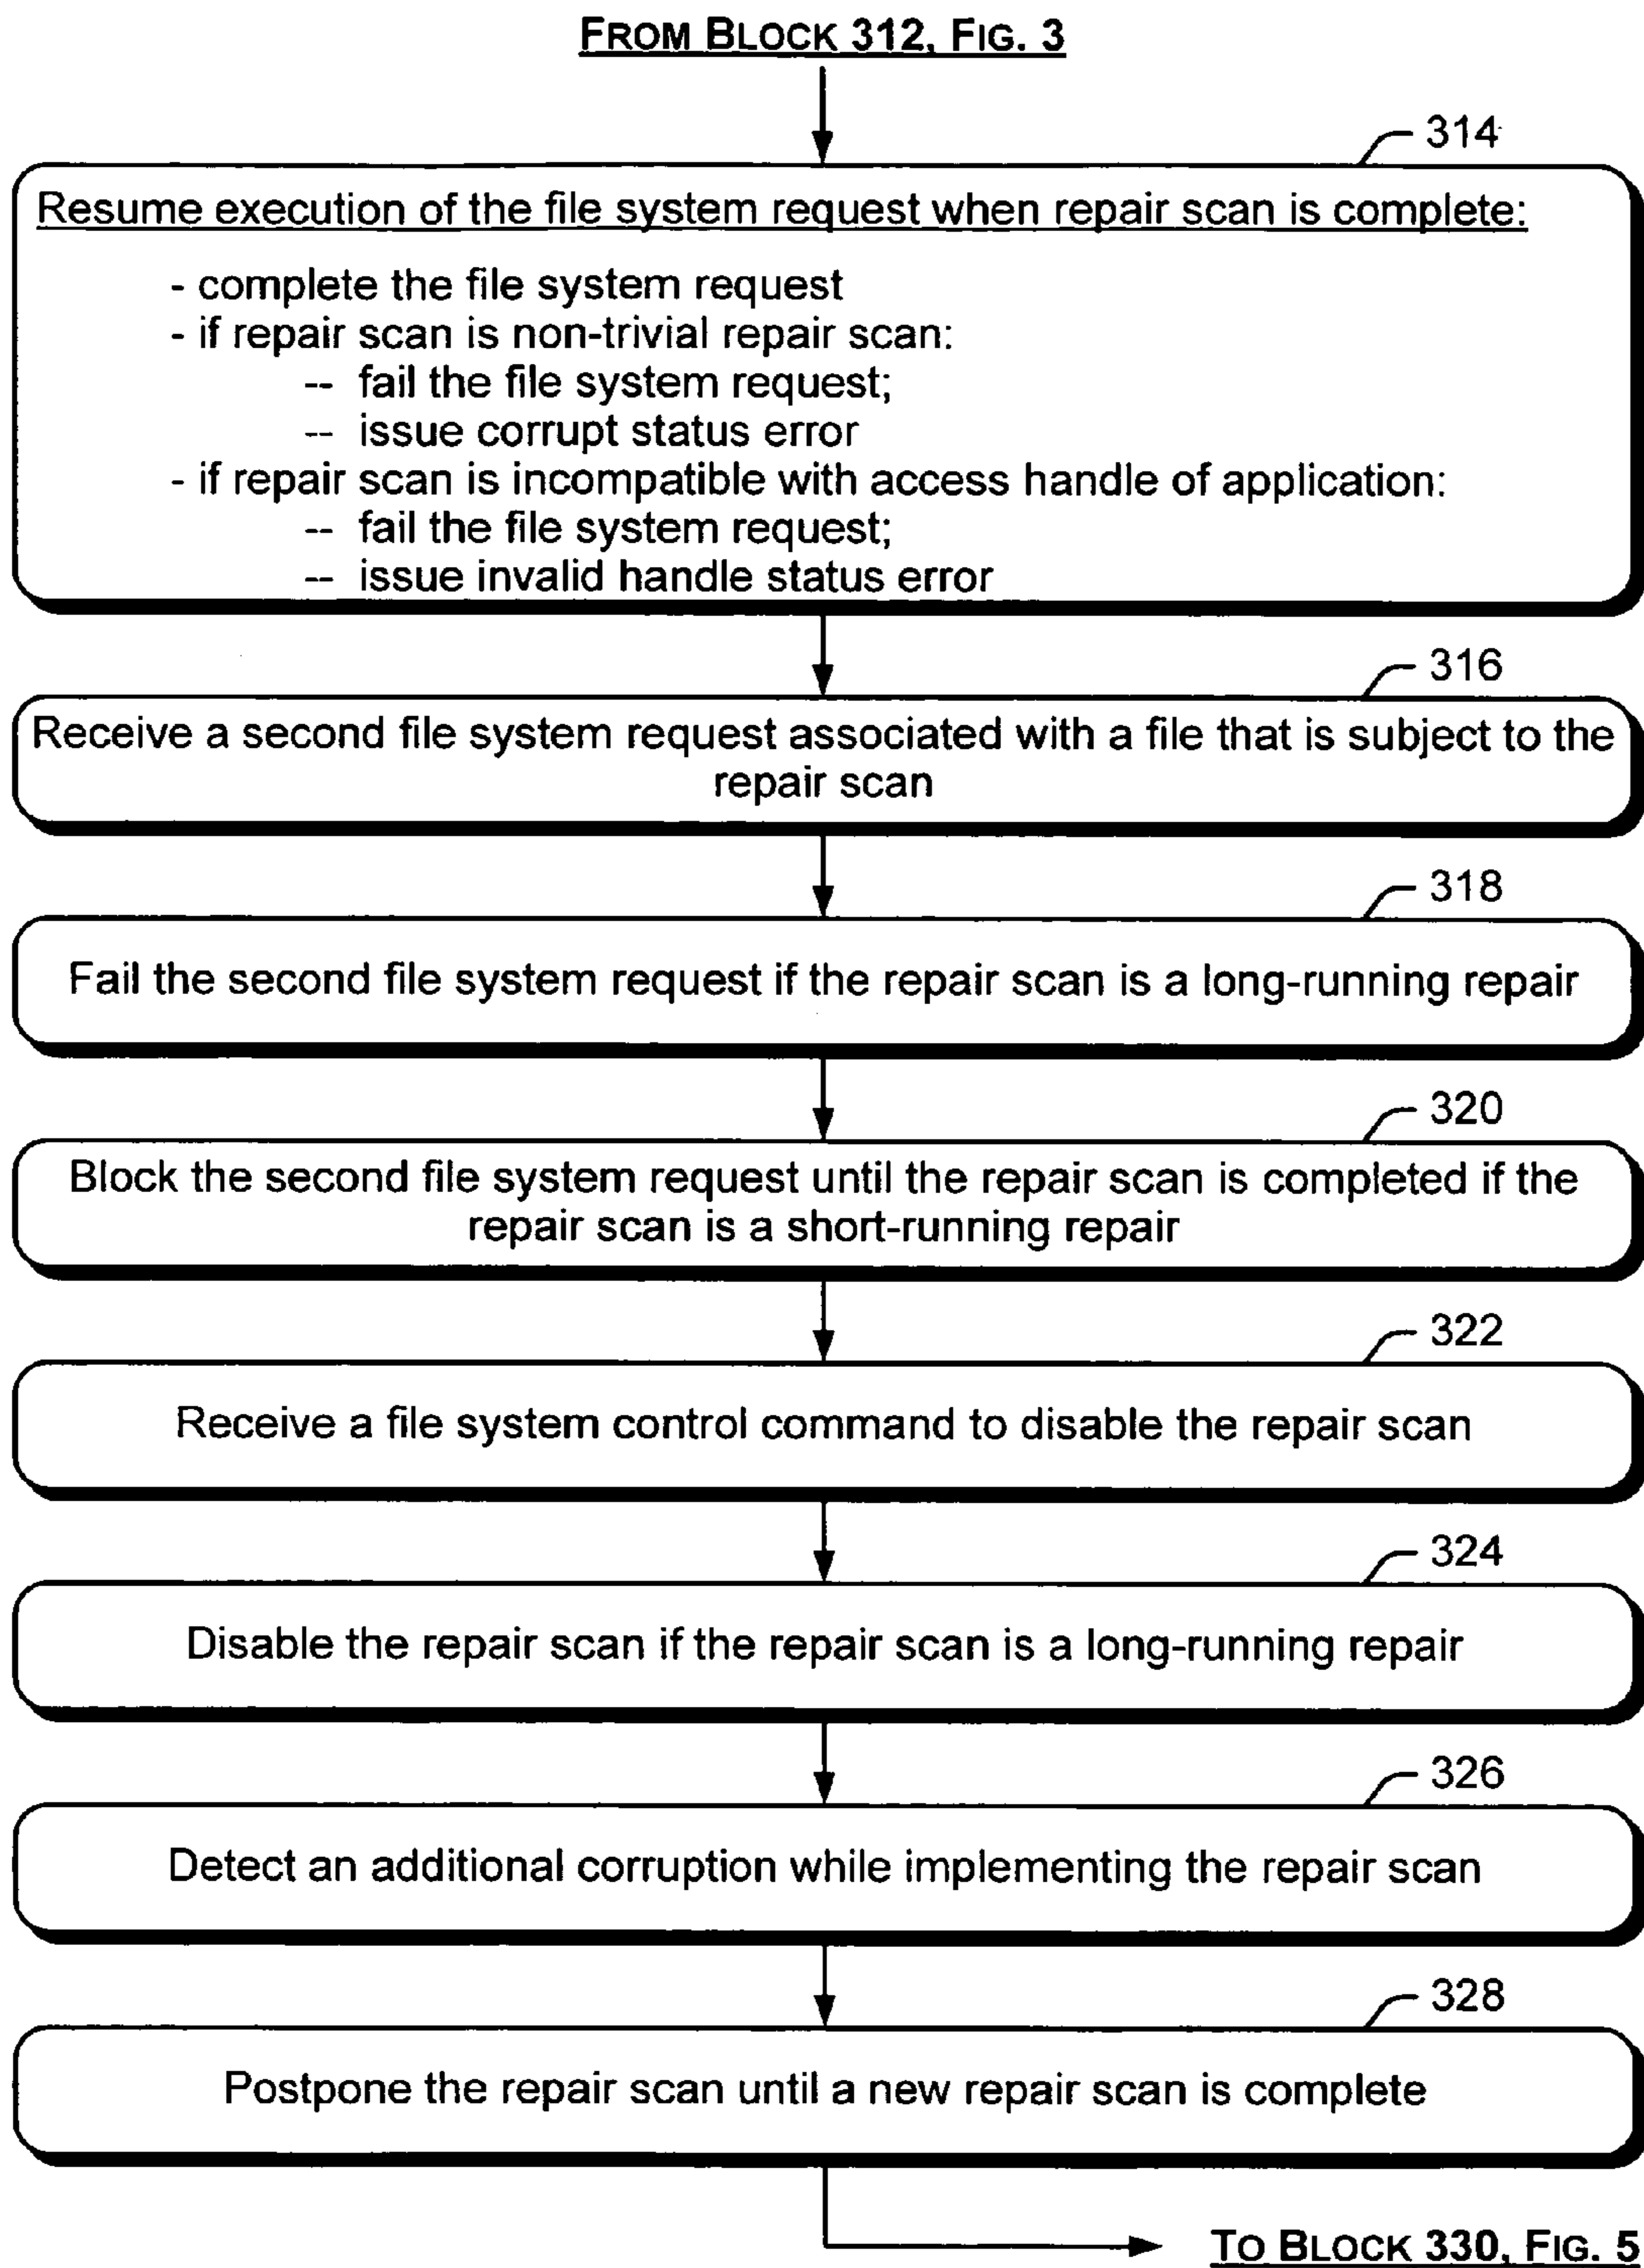 FROM BLOCK 312, FIG. 3
314
Resume execution of the file system request when repair scan is complete:
- complete the file system request
- if repair scan is non-trivial repair scan:
-- fail the file system request;
-- issue corrupt status error
- if repair scan is incompatible with access handle of application:
-- fail the file system request;
-- issue invalid handle status error
316
Receive a second file system request associated with a file that is subject to the
repair scan
318
Fail the second file system request if the repair scan is a long-running repair
320
Block the second file system request until the repair scan is completed if the
repair scan is a short-running repair
322
Receive a file system control command to disable the repair scan
324
Disable the repair scan if the repair scan is a long-running repair
326
Detect an additional corruption while implementing the repair scan
328
Postpone the repair scan until a new repair scan is complete
TO BLOCK 330, FIG. 5